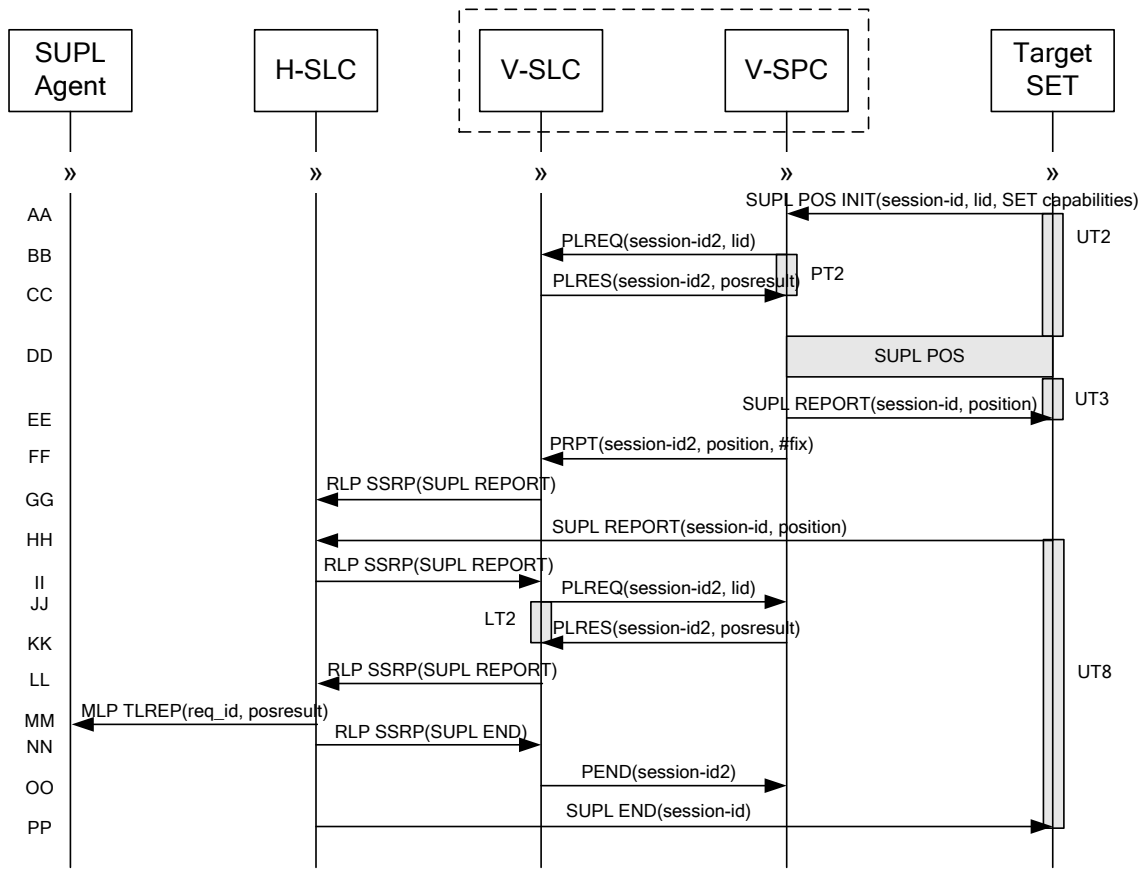 SUPL
Agent
H-SLC
V-SLC
V-SPC
Target
SET
»
»
»
»
»
AA
SUPL POS INIT(session-id, lid, SET capabilities)
UT2
BB
PLREQ(session-id2, lid)
PT2
CC
PLRES(session-id2, posresult)
DD
SUPL POS
UT3
EE
SUPL REPORT(session-id, position)
FF
PRPT(session-id2, position, #fix)
GG
RLP SSRP(SUPL REPORT)
HH
SUPL REPORT(session-id, position)
II
RLP SSRP(SUPL REPORT)
JJ
PLREQ(session-id2, lid)
LT2
KK
PLRES(session-id2, posresult)
LL
RLP SSRP(SUPL REPORT)
UT8
MM
MLP TLREP(req_id, posresult)
NN
RLP SSRP(SUPL END)
OO
PEND(session-id2)
PP
SUPL END(session-id)